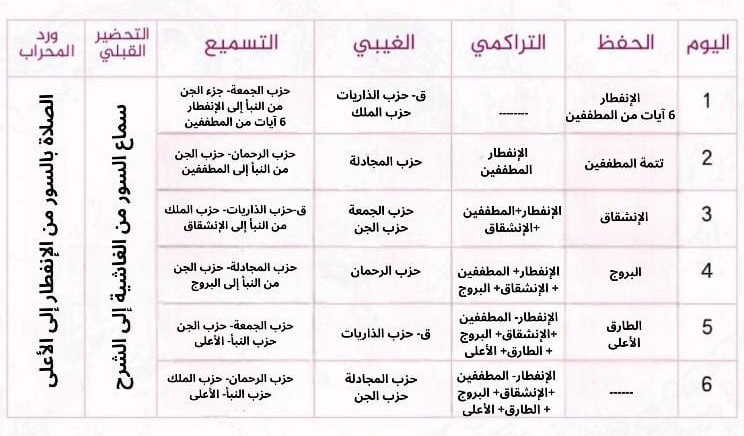 اليوم
الحفظ
التراكمي
الغيبي
التسميع
التحضير
القبلي
ورد
المحراب
1
الإنفطار
6 آيات من المطففين
--------
ق- حزب الذاريات
حزب الملك
حزب الجمعة- جزء الجن
من النبأ إلى الإنفطار
6 آيات من المطففين
سماع السور من الغاشية إلى الشرح
الصلاة بالسور من الإنفطار إلى الأعلى
2
تتمة المطففين
الإنفطار
المطففين
حزب المجادلة
حزب الرحمان- حزب الجن
من النبأ إلى المطففين
3
الإنشقاق
الإنفطار+المطففين
+الإنشقاق
حزب الجمعة
حزب الجن
ق-حزب الذاريات- حزب الملك
من النبأ إلى الإنشقاق
4
البروج
الإنفطار+ المطففين
+ الإنشقاق+ البروج
حزب الرحمان
حزب المجادلة- حزب الجن
من النبأ إلى البروج
5
الطارق
الأعلى
الإنفطار- المطففين
+الإنشقاق+ البروج
+ الطارق+ الأعلى
ق- حزب الذاريات
حزب الجمعة- حزب الجن
حزب النبأ- الأعلى
6
------
الإنفطار- المطففين
+الإنشقاق+ البروج
+ الطارق+ الأعلى
حزب المجادلة
حزب الجن
حزب الرحمان- حزب الملك
حزب النبأ- الأعلى